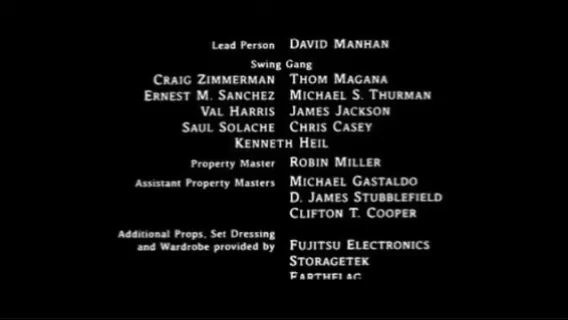 Lead Person DAVID MANHAN
Swing Gang
CRAIG ZIMMERMAN THOM MAGANA
ERNEST M. SANCHEZ MICHAEL S. THURMAN
VAL HARRIS JAMES JACKSON
SAUL SOLACHE CHRIS CASEY
KENNETH HEIL
Property Master ROBIN MILLER
Assistant Property Masters MICHAEL GASTALDO
D. JAMES STUBBLEFIELD
CLIFTON T. COOPER
Additional Props, Set Dressing
and Wardrobe provided by FUJITSU ELECTRONICS
STORAGETEK
EARTHFLAG